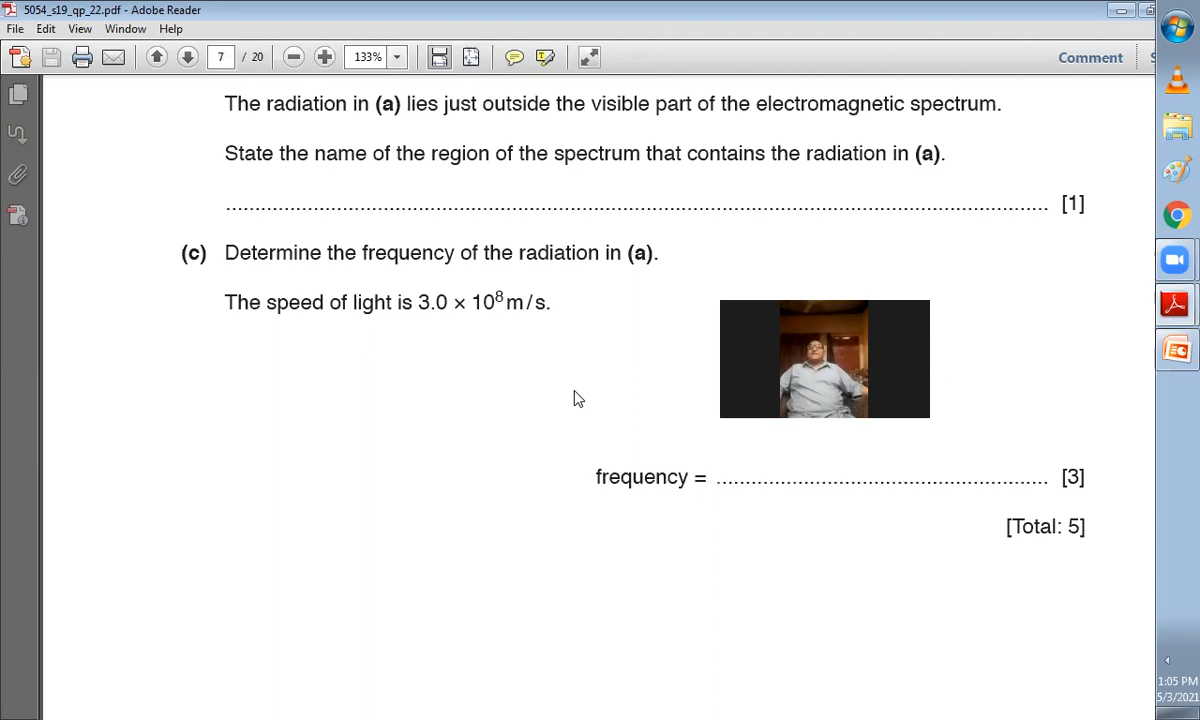 5054_s19_qp_22.pdf - Adobe Reader
File Edit View Window Help
7 / 20 133% Comment
The radiation in (a) lies just outside the visible part of the electromagnetic spectrum.
State the name of the region of the spectrum that contains the radiation in (a).
.......................................................................................................................................... [1]
(c) Determine the frequency of the radiation in (a).
The speed of light is 3.0 × 10⁸ m / s.
frequency = ......................................................... [3]
[Total: 5]
1:05 PM
5/3/2021